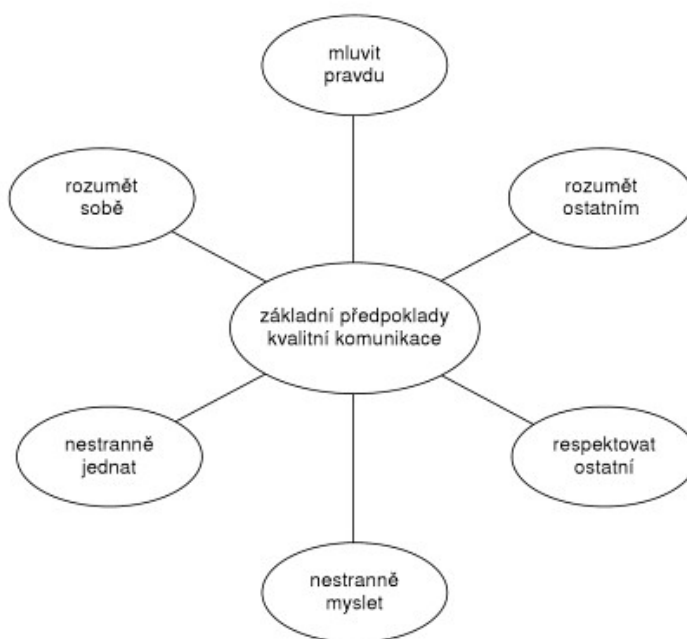 mluvit
pravdu
rozumět
sobě
rozumět
ostatním
základní předpoklady
kvalitní komunikace
nestranně
jednat
respektovat
ostatní
nestranně
myslet